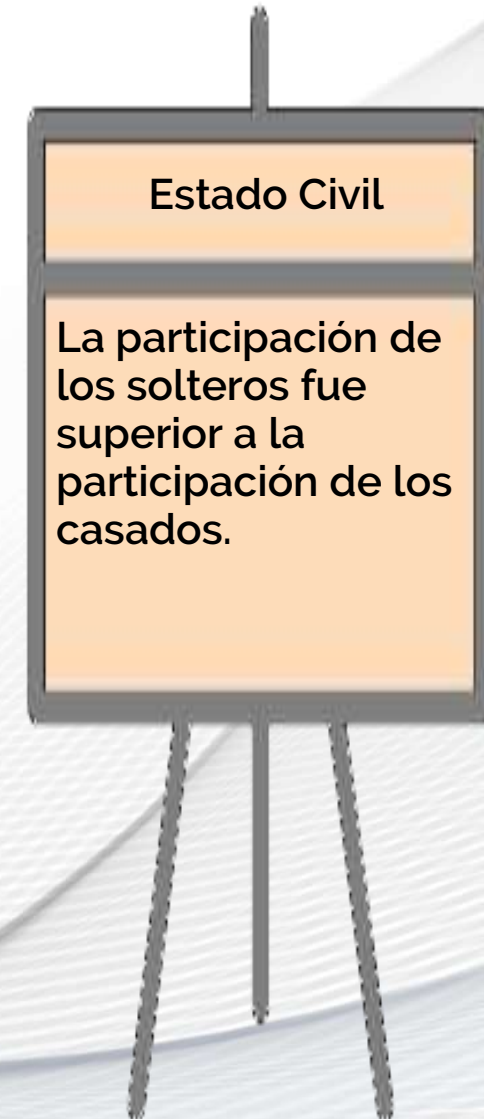 Estado Civil
La participación de
los solteros fue
superior a la
participación de los
casados.